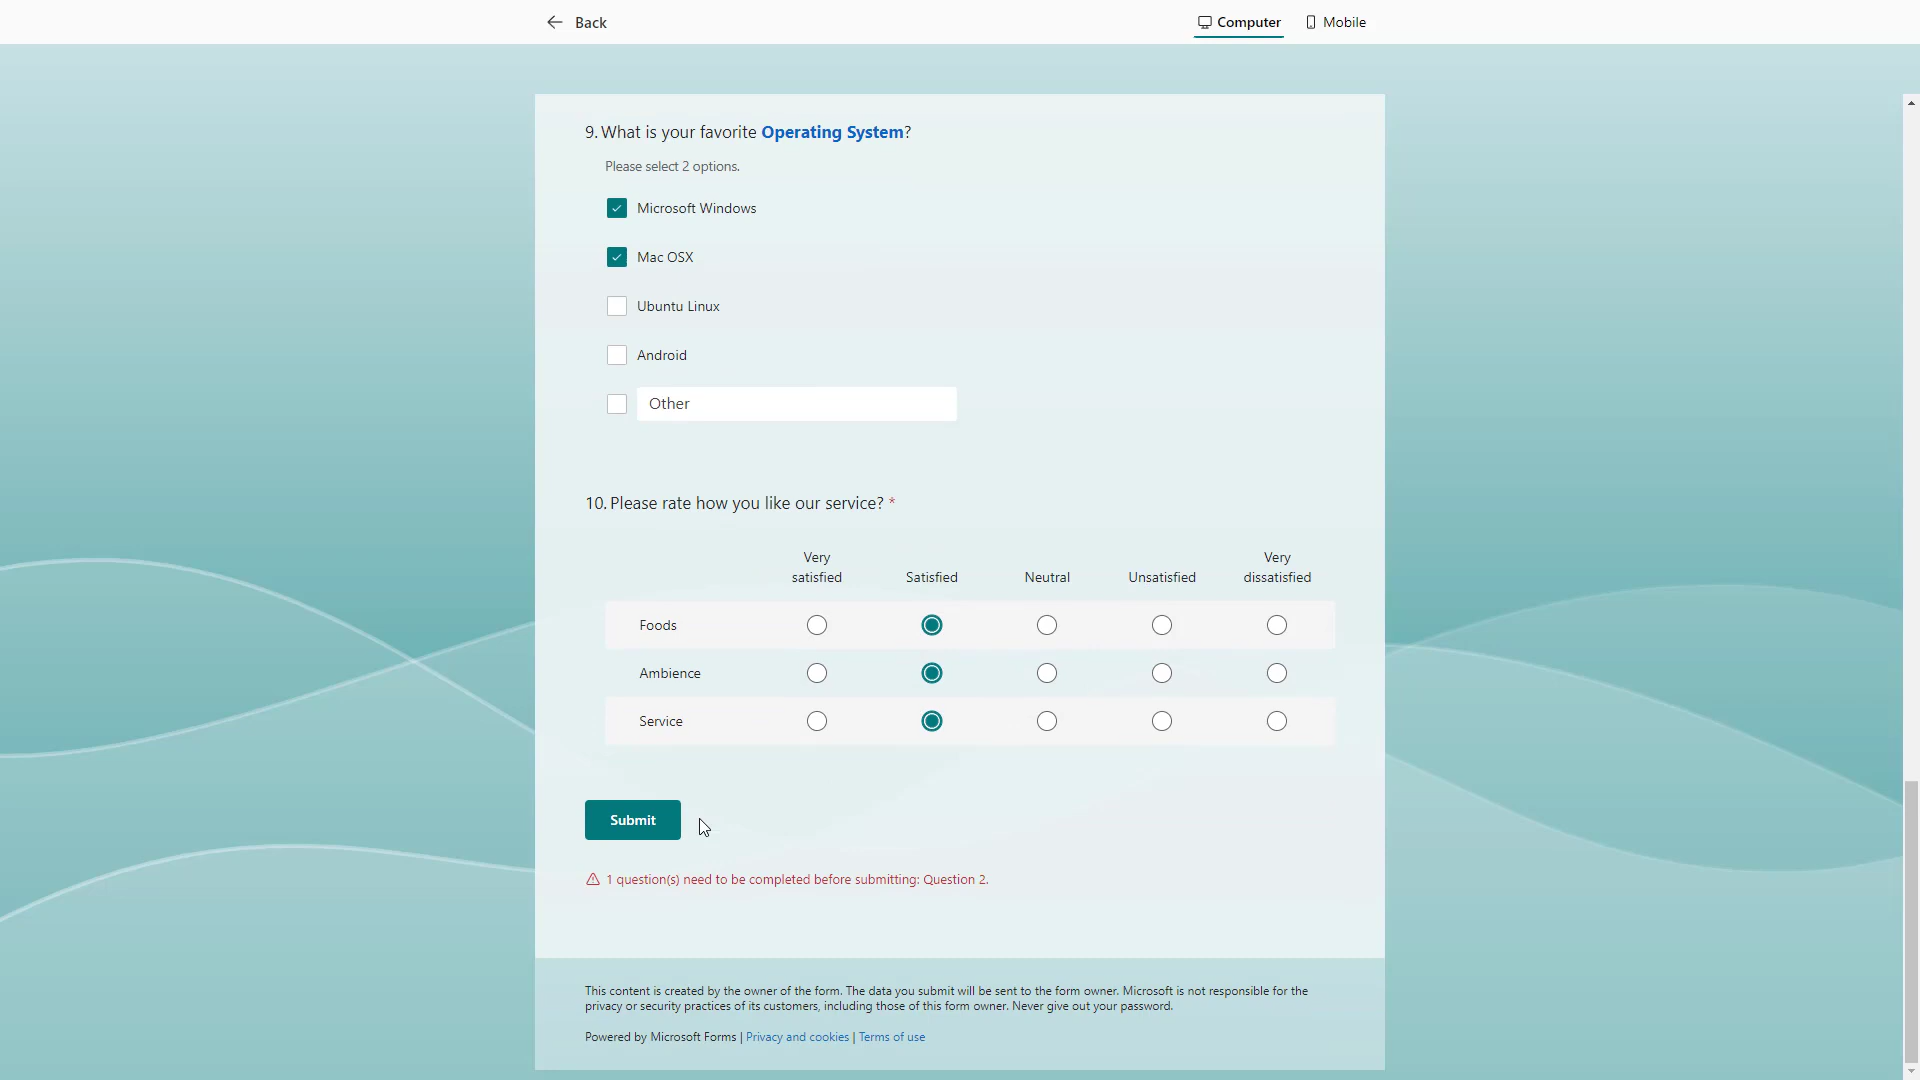 Back
Computer
Mobile
9. What is your favorite Operating System?
Please select 2 options.
Microsoft Windows
Mac OSX
Ubuntu Linux
Android
Other
10. Please rate how you like our service? *
Very satisfied
Satisfied
Neutral
Unsatisfied
Very dissatisfied
Foods
Ambience
Service
Submit
1 question(s) need to be completed before submitting: Question 2.
This content is created by the owner of the form. The data you submit will be sent to the form owner. Microsoft is not responsible for the
privacy or security practices of its customers, including those of this form owner. Never give out your password.
Powered by Microsoft Forms | Privacy and cookies | Terms of use